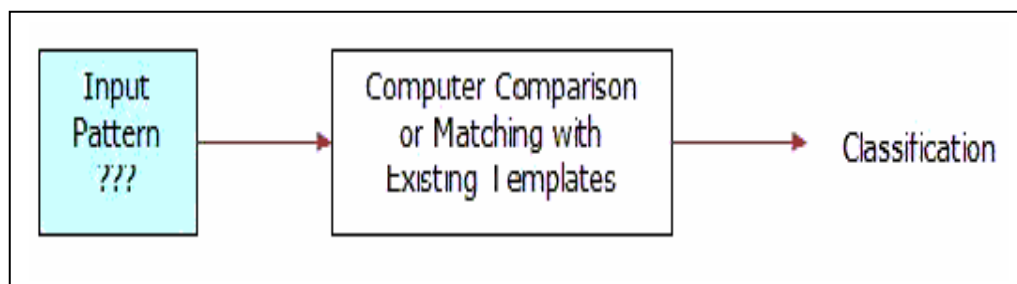 Input
Pattern
???
Computer Comparison
or Matching with
Existing Templates
Classification